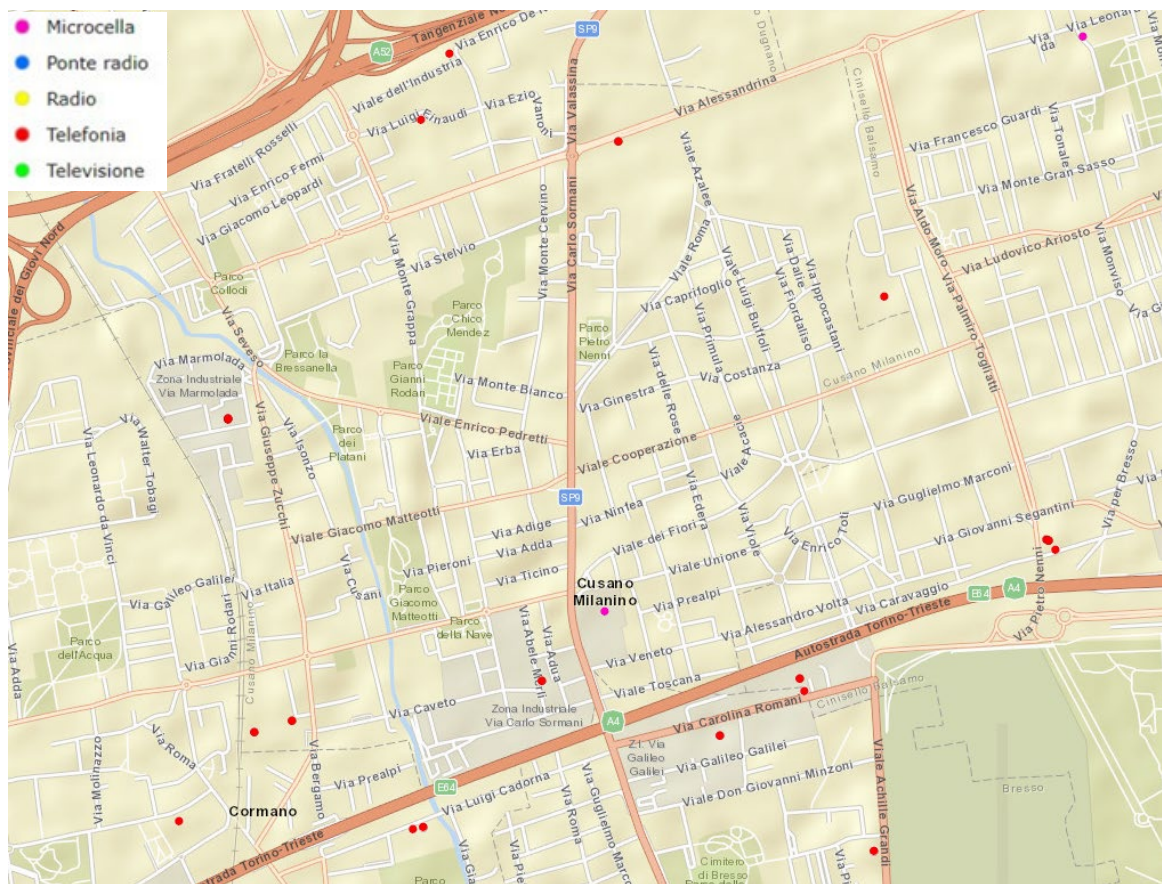 Microcella
Ponte radio
Radio
Telefonia
Televisione
A52
Via Enrico De
SP9
Via Leonard
Via da
Viale dell'Industria
Via Ezio
Vanoni
Via Luigi Einaudi
Via Valassina
Via Alessandrina
Dugnano
Cinisello Balsamo
Via Francesco Guardi
Via Tonale
Via Monte Gran Sasso
Via Fratelli Rosselli
Via Enrico Fermi
Via Giacomo Leopardi
Via Monte Cervino
Via Carlo Sormani
Viale Azalee
Viale Roma
Via Aldo Moro
Via Ludovico Ariosto
Via Monviso
Via Stelvio
Via Monte Grappa
Parco
Collodi
Via Seveso
Via Caprifoglio
Via Primula
Viale Luigi Buffoli
Via Dalie
Via Fiordaliso
Via Ippocastani
Via Palmiro Togliatti
Parco
Chico
Mendez
Parco
Pietro
Nenni
Parco la
Bressanella
Parco
Gianni
Rodari
Via Marmolada
Zona Industriale
Via Marmolada
Via Monte Bianco
Via Ginestra
Via Costanza
Cusano Milanino
Via delle Rose
Via Walter Tobagi
Via Leonardo da Vinci
Via Giuseppe Zucchi
Via Isonzo
Parco
dei
Platani
Viale Enrico Pedretti
Via Erba
Viale Cooperazione
Viale Acacie
Via Edera
SP9
Via Guglielmo Marconi
Via per Bresso
Viale Giacomo Matteotti
Via Adige
Via Adda
Via Ticino
Via Ninfea
Viale dei Fiori
Via Viole
Via Enrico Toti
Via Giovanni Segantini
Via Pieroni
Viale Unione
Via Galileo Galilei
Via Italia
Via Cusani
Parco
Giacomo
Matteotti
Cusano
Milanino
Via Prealpi
Via Caravaggio
E64
A4
Via Pietro Nenni
Via Gianni Rodari
Cusano Milanino
Parco
della Nave
Via Alessandro Volta
Autostrada Torino-Trieste
Parco
dell'Acqua
Via Gianni
Via Adda
Via Abele Merli
Via Adua
Via Veneto
Viale Toscana
Cinisello Balsamo
Via Caveto
Zona Industriale
Via Carlo Sormani
A4
Via Carolina Romani
Via Roma
Via Molinazzo
Via Bergamo
Via Prealpi
Z.I. Via
Galileo
Galilei
Via Galileo Galilei
Viale Don Giovanni Minzoni
Viale Achille Grandi
Bresso
E64
Cormano
Via Luigi Cadorna
Via Roma
Via Guglielmo Marco
Autostrada Torino-Trieste
Parco
Cimitero
di Bresso